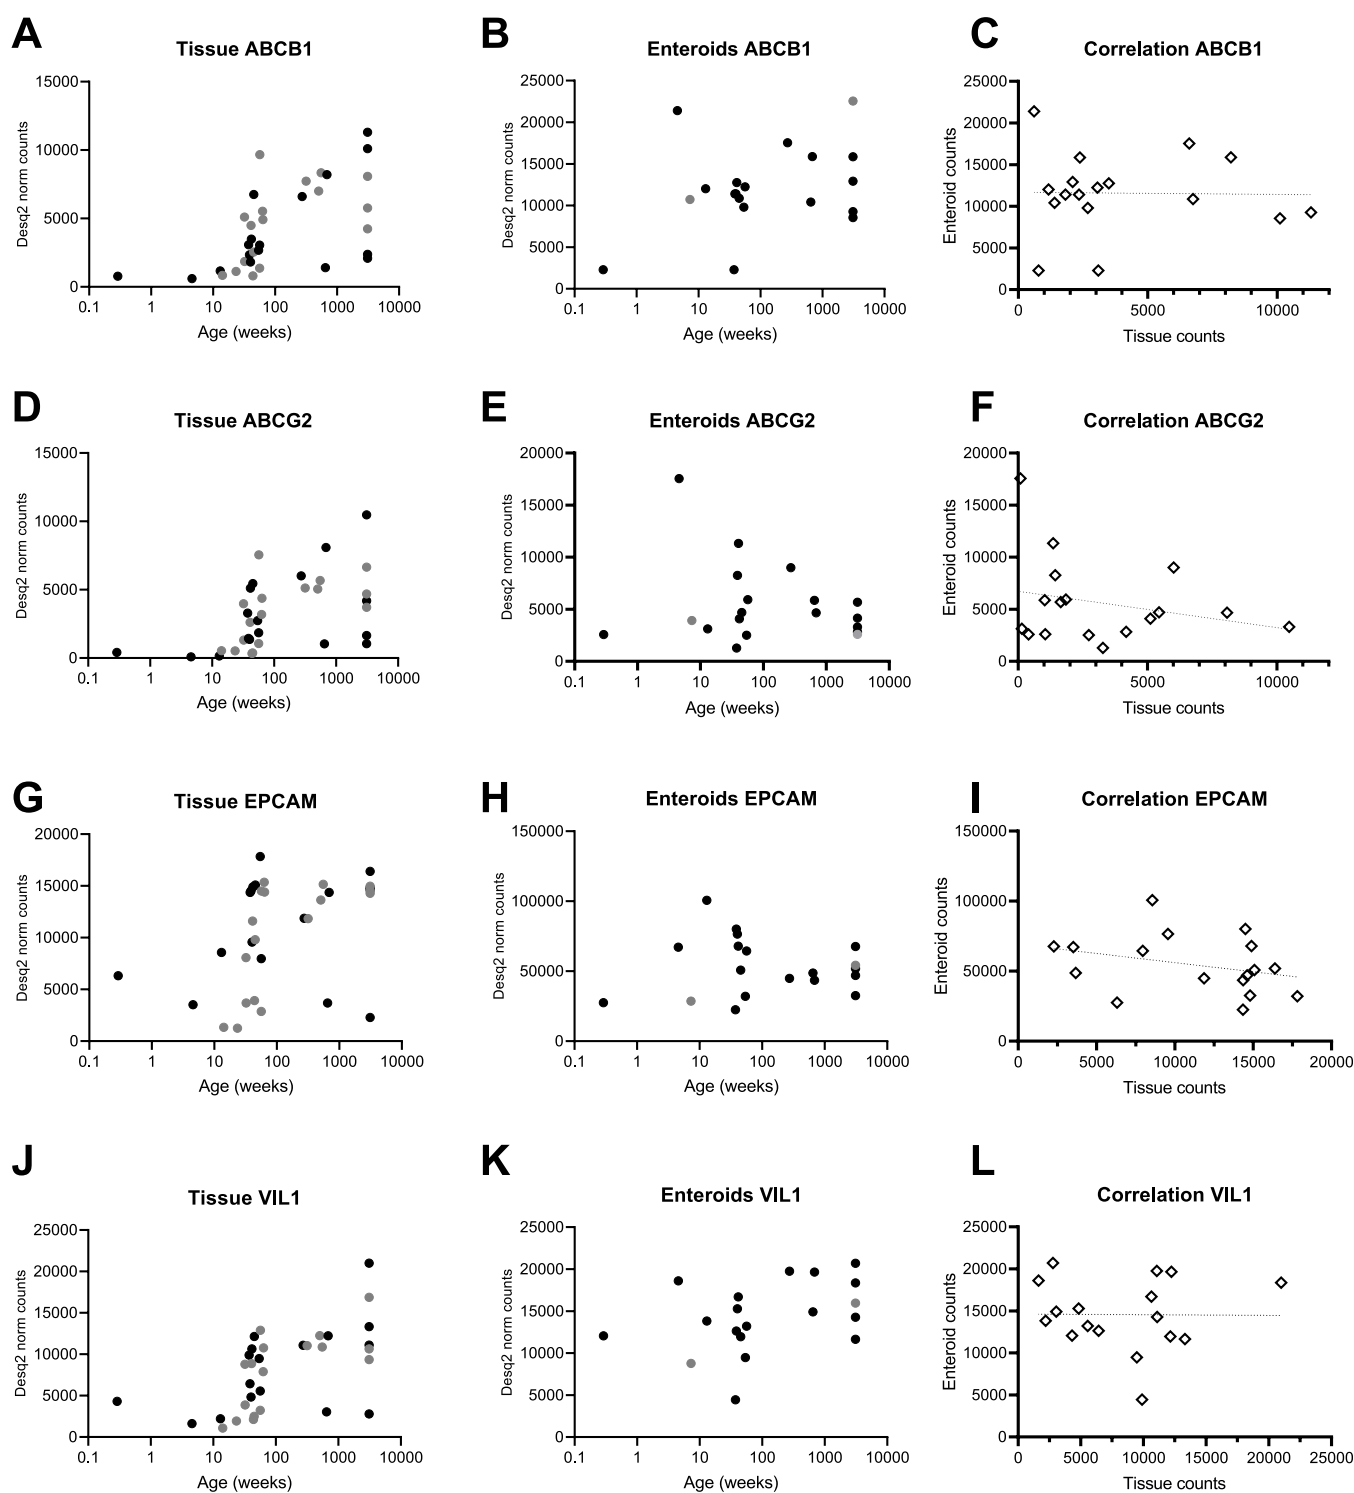 A
Tissue ABCB1
Desq2 norm counts
15000
10000
5000
0
0.1 1 10 100 1000 10000
Age (weeks)
B
Enteroids ABCB1
Desq2 norm counts
25000
20000
15000
10000
5000
0
0.1 1 10 100 1000 10000
Age (weeks)
C
Correlation ABCB1
Enteroid counts
25000
20000
15000
10000
5000
0
0 5000 10000
Tissue counts
D
Tissue ABCG2
Desq2 norm counts
15000
10000
5000
0
0.1 1 10 100 1000 10000
Age (weeks)
E
Enteroids ABCG2
Desq2 norm counts
20000
15000
10000
5000
0
0.1 1 10 100 1000 10000
Age (weeks)
F
Correlation ABCG2
Enteroid counts
20000
15000
10000
5000
0
0 5000 10000
Tissue counts
G
Tissue EPCAM
Desq2 norm counts
20000
15000
10000
5000
0
0.1 1 10 100 1000 10000
Age (weeks)
H
Enteroids EPCAM
Desq2 norm counts
150000
100000
50000
0
0.1 1 10 100 1000 10000
Age (weeks)
I
Correlation EPCAM
Enteroid counts
150000
100000
50000
0
0 5000 10000 15000 20000
Tissue counts
J
Tissue VIL1
Desq2 norm counts
25000
20000
15000
10000
5000
0
0.1 1 10 100 1000 10000
Age (weeks)
K
Enteroids VIL1
Desq2 norm counts
25000
20000
15000
10000
5000
0
0.1 1 10 100 1000 10000
Age (weeks)
L
Correlation VIL1
Enteroid counts
25000
20000
15000
10000
5000
0
0 5000 10000 15000 20000 25000
Tissue counts